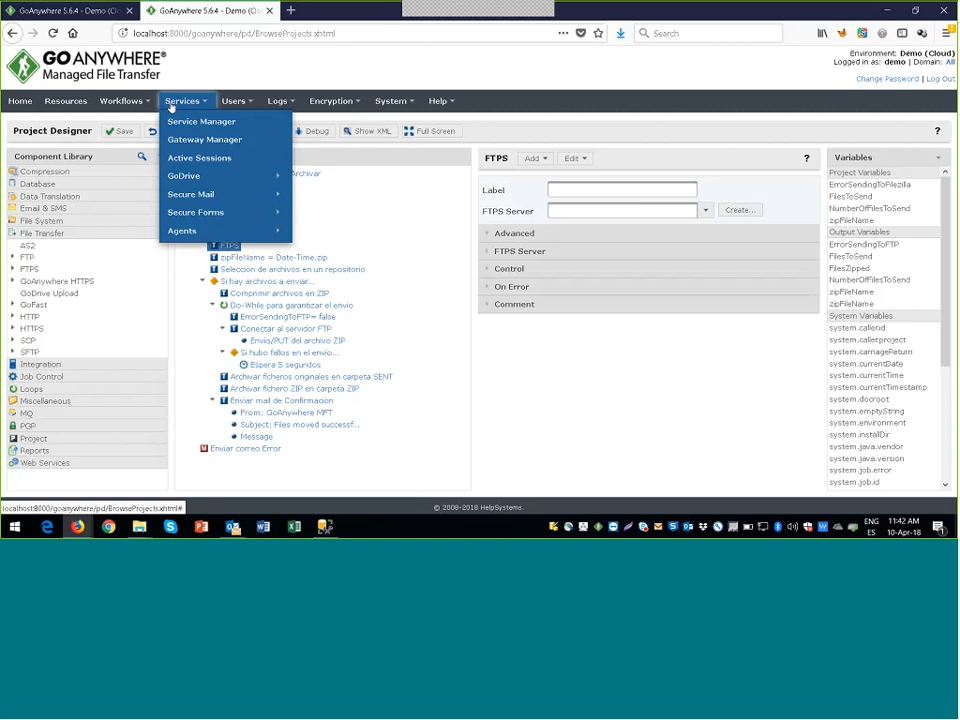 GoAnywhere 5.6.4 - Demo (Clo
GoAnywhere 5.6.4 - Demo (Clo
localhost:8000/goanywhere/pd/BrowseProjects.xhtml
Search
GOANYWHERE
Managed File Transfer
Environment: Demo (Cloud)
Logged in as: demo | Domain: All
Change Password | Log Out
Home Resources Workflows Services Users Logs Encryption System Help
Service Manager
Gateway Manager
Active Sessions
GoDrive
Secure Mail
Secure Forms
Agents
Project Designer Save Debug Show XML Full Screen ?
Component Library
Compression
Database
Data Translation
Email & SMS
File System
File Transfer
AS2
FTP
FTPS
GoAnywhere HTTPS
GoDrive Upload
GoFast
HTTP
HTTPS
SCP
SFTP
Integration
Job Control
Loops
Miscellaneous
MQ
PGP
Project
Reports
Web Services
Archivar
FTPS
zipFileName = Date-Time.zip
Selección de archivos en un repositorio
Si hay archivos a enviar...
Comprimir archivos en ZIP
Do-While para garantizar el envio
ErrorSendingToFTP= false
Conectar al servidor FTP
Envio/PUT del archivo ZIP
Si hubo fallos en el envio...
Espera 5 segundos
Archivar ficheros originales en carpeta SENT
Archivar fichero ZIP en carpeta ZIP
Enviar mail de Confirmación
From: GoAnywhere MFT
Subject: Files moved successf...
Message
Enviar correo Error
FTPS Add Edit ?
Label
FTPS Server Create...
Advanced
FTPS Server
Control
On Error
Comment
Variables
Project Variables
ErrorSendingToFilezilla
FilesToSend
NumberOfFilesToSend
zipFileName
Output Variables
ErrorSendingToFTP
FilesToSend
FilesZipped
NumberOfFilesToSend
zipFileName
zipFileName
System Variables
system.callerid
system.callerproject
system.carriageReturn
system.currentDate
system.currentTime
system.currentTimestamp
system.docroot
system.emptyString
system.environment
system.installDir
system.java.vendor
system.java.version
system.job.error
system.job.id
localhost:8000/goanywhere/pd/BrowseProjects.xhtml#
© 2008-2018 HelpSystems.
ENG
ES
11:42 AM
10-Apr-18